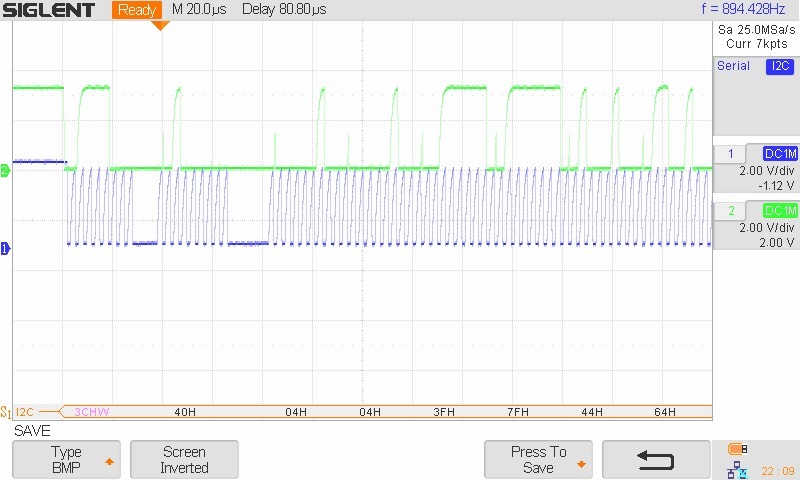 SIGLENT Ready M 20.0µs Delay 80.80µs f = 894.428Hz
Sa 25.0MSa/s
Curr 7kpts
Serial I2C
1 DC1M
2.00 V/div
-1.12 V
2 DC1M
2.00 V/div
2.00 V
2
1
S1 I2C 3CHW 40H 04H 04H 3FH 7FH 44H 64H
SAVE
Type
BMP
Screen
Inverted
Press To
Save
22:09